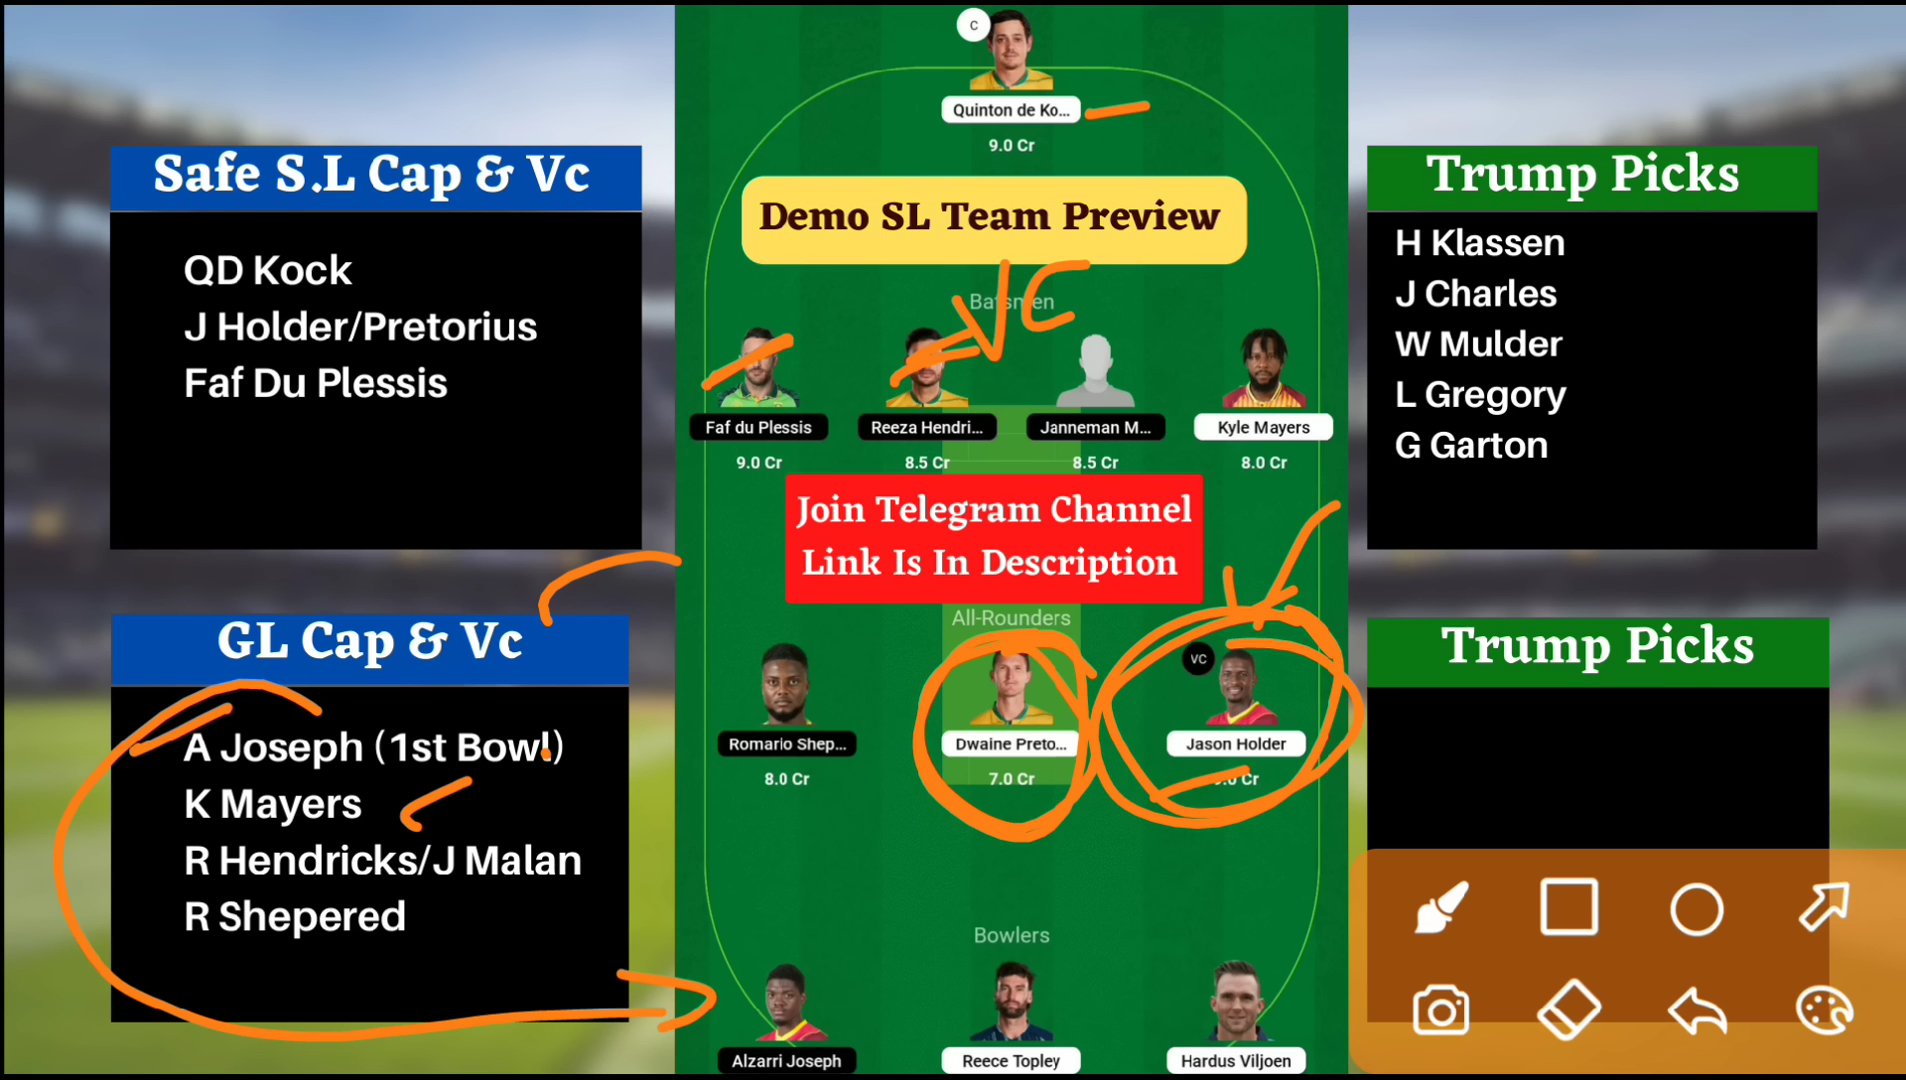 C
Quinton de Ko...
9.0 Cr
Safe S.L Cap & Vc
QD Kock
J Holder/Pretorius
Faf Du Plessis
Demo SL Team Preview
VC
Batsmen
Faf du Plessis
Reeza Hendri...
Janneman M...
Kyle Mayers
9.0 Cr
8.5 Cr
8.5 Cr
8.0 Cr
Trump Picks
H Klassen
J Charles
W Mulder
L Gregory
G Garton
Join Telegram Channel
Link Is In Description
GL Cap & Vc
A Joseph (1st Bowl)
K Mayers
R Hendricks/J Malan
R Shepered
All-Rounders
VC
Romario Shep...
Dwaine Preto...
Jason Holder
8.0 Cr
7.0 Cr
9.0 Cr
Bowlers
Alzarri Joseph
Reece Topley
Hardus Viljoen
Trump Picks